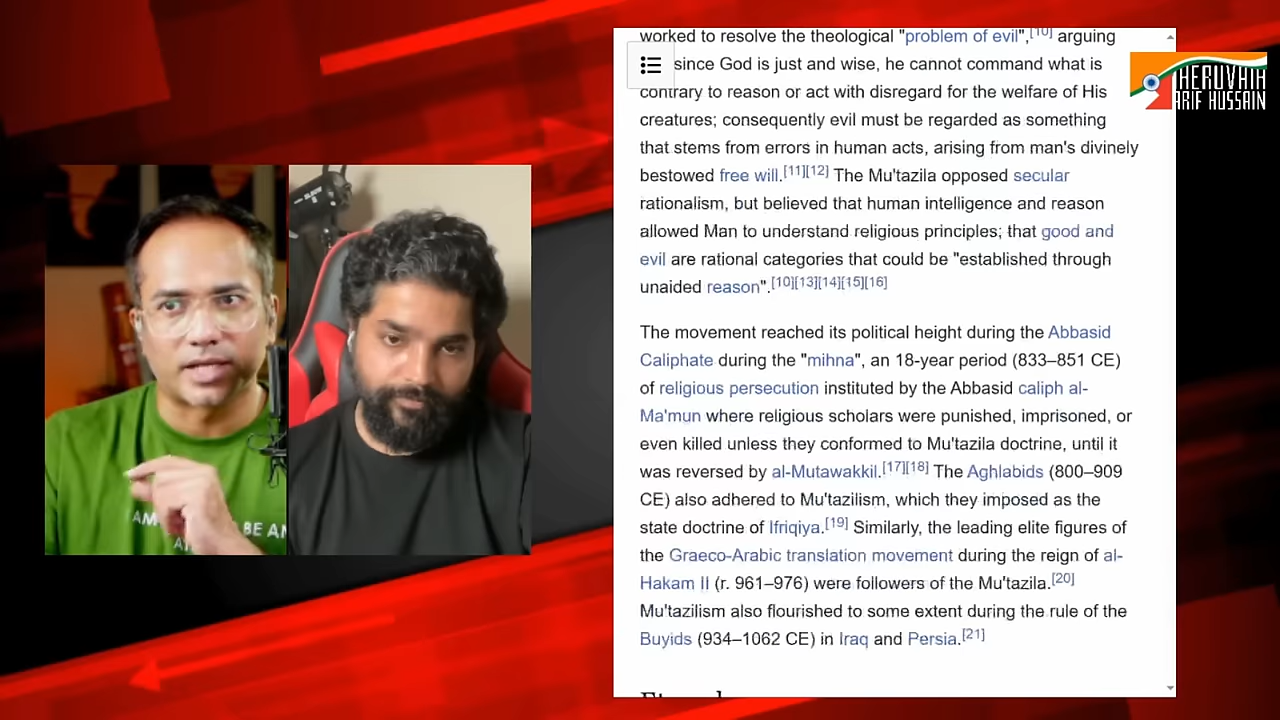 worked to resolve the theological "problem of evil",[10] arguing
since God is just and wise, he cannot command what is
contrary to reason or act with disregard for the welfare of His
creatures; consequently evil must be regarded as something
that stems from errors in human acts, arising from man's divinely
bestowed free will.[11][12] The Mu'tazila opposed secular
rationalism, but believed that human intelligence and reason
allowed Man to understand religious principles; that good and
evil are rational categories that could be "established through
unaided reason".[10][13][14][15][16]
The movement reached its political height during the Abbasid
Caliphate during the "mihna", an 18-year period (833–851 CE)
of religious persecution instituted by the Abbasid caliph al-
Ma'mun where religious scholars were punished, imprisoned, or
even killed unless they conformed to Mu'tazila doctrine, until it
was reversed by al-Mutawakkil.[17][18] The Aghlabids (800–909
CE) also adhered to Mu'tazilism, which they imposed as the
state doctrine of Ifriqiya.[19] Similarly, the leading elite figures of
the Graeco-Arabic translation movement during the reign of al-
Hakam II (r. 961–976) were followers of the Mu'tazila.[20]
Mu'tazilism also flourished to some extent during the rule of the
Buyids (934–1062 CE) in Iraq and Persia.[21]
HERUVATH
ARIF HUSSAIN
AM
BE AN